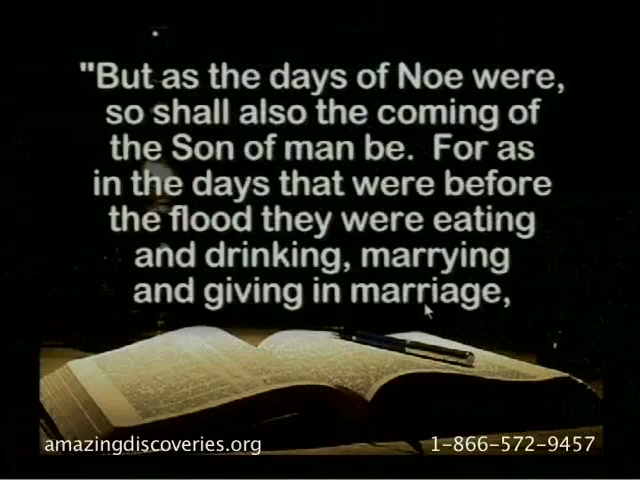 "But as the days of Noe were,
so shall also the coming of
the Son of man be.  For as
in the days that were before
the flood they were eating
and drinking, marrying
and giving in marriage,
amazingdiscoveries.org
1-866-572-9457